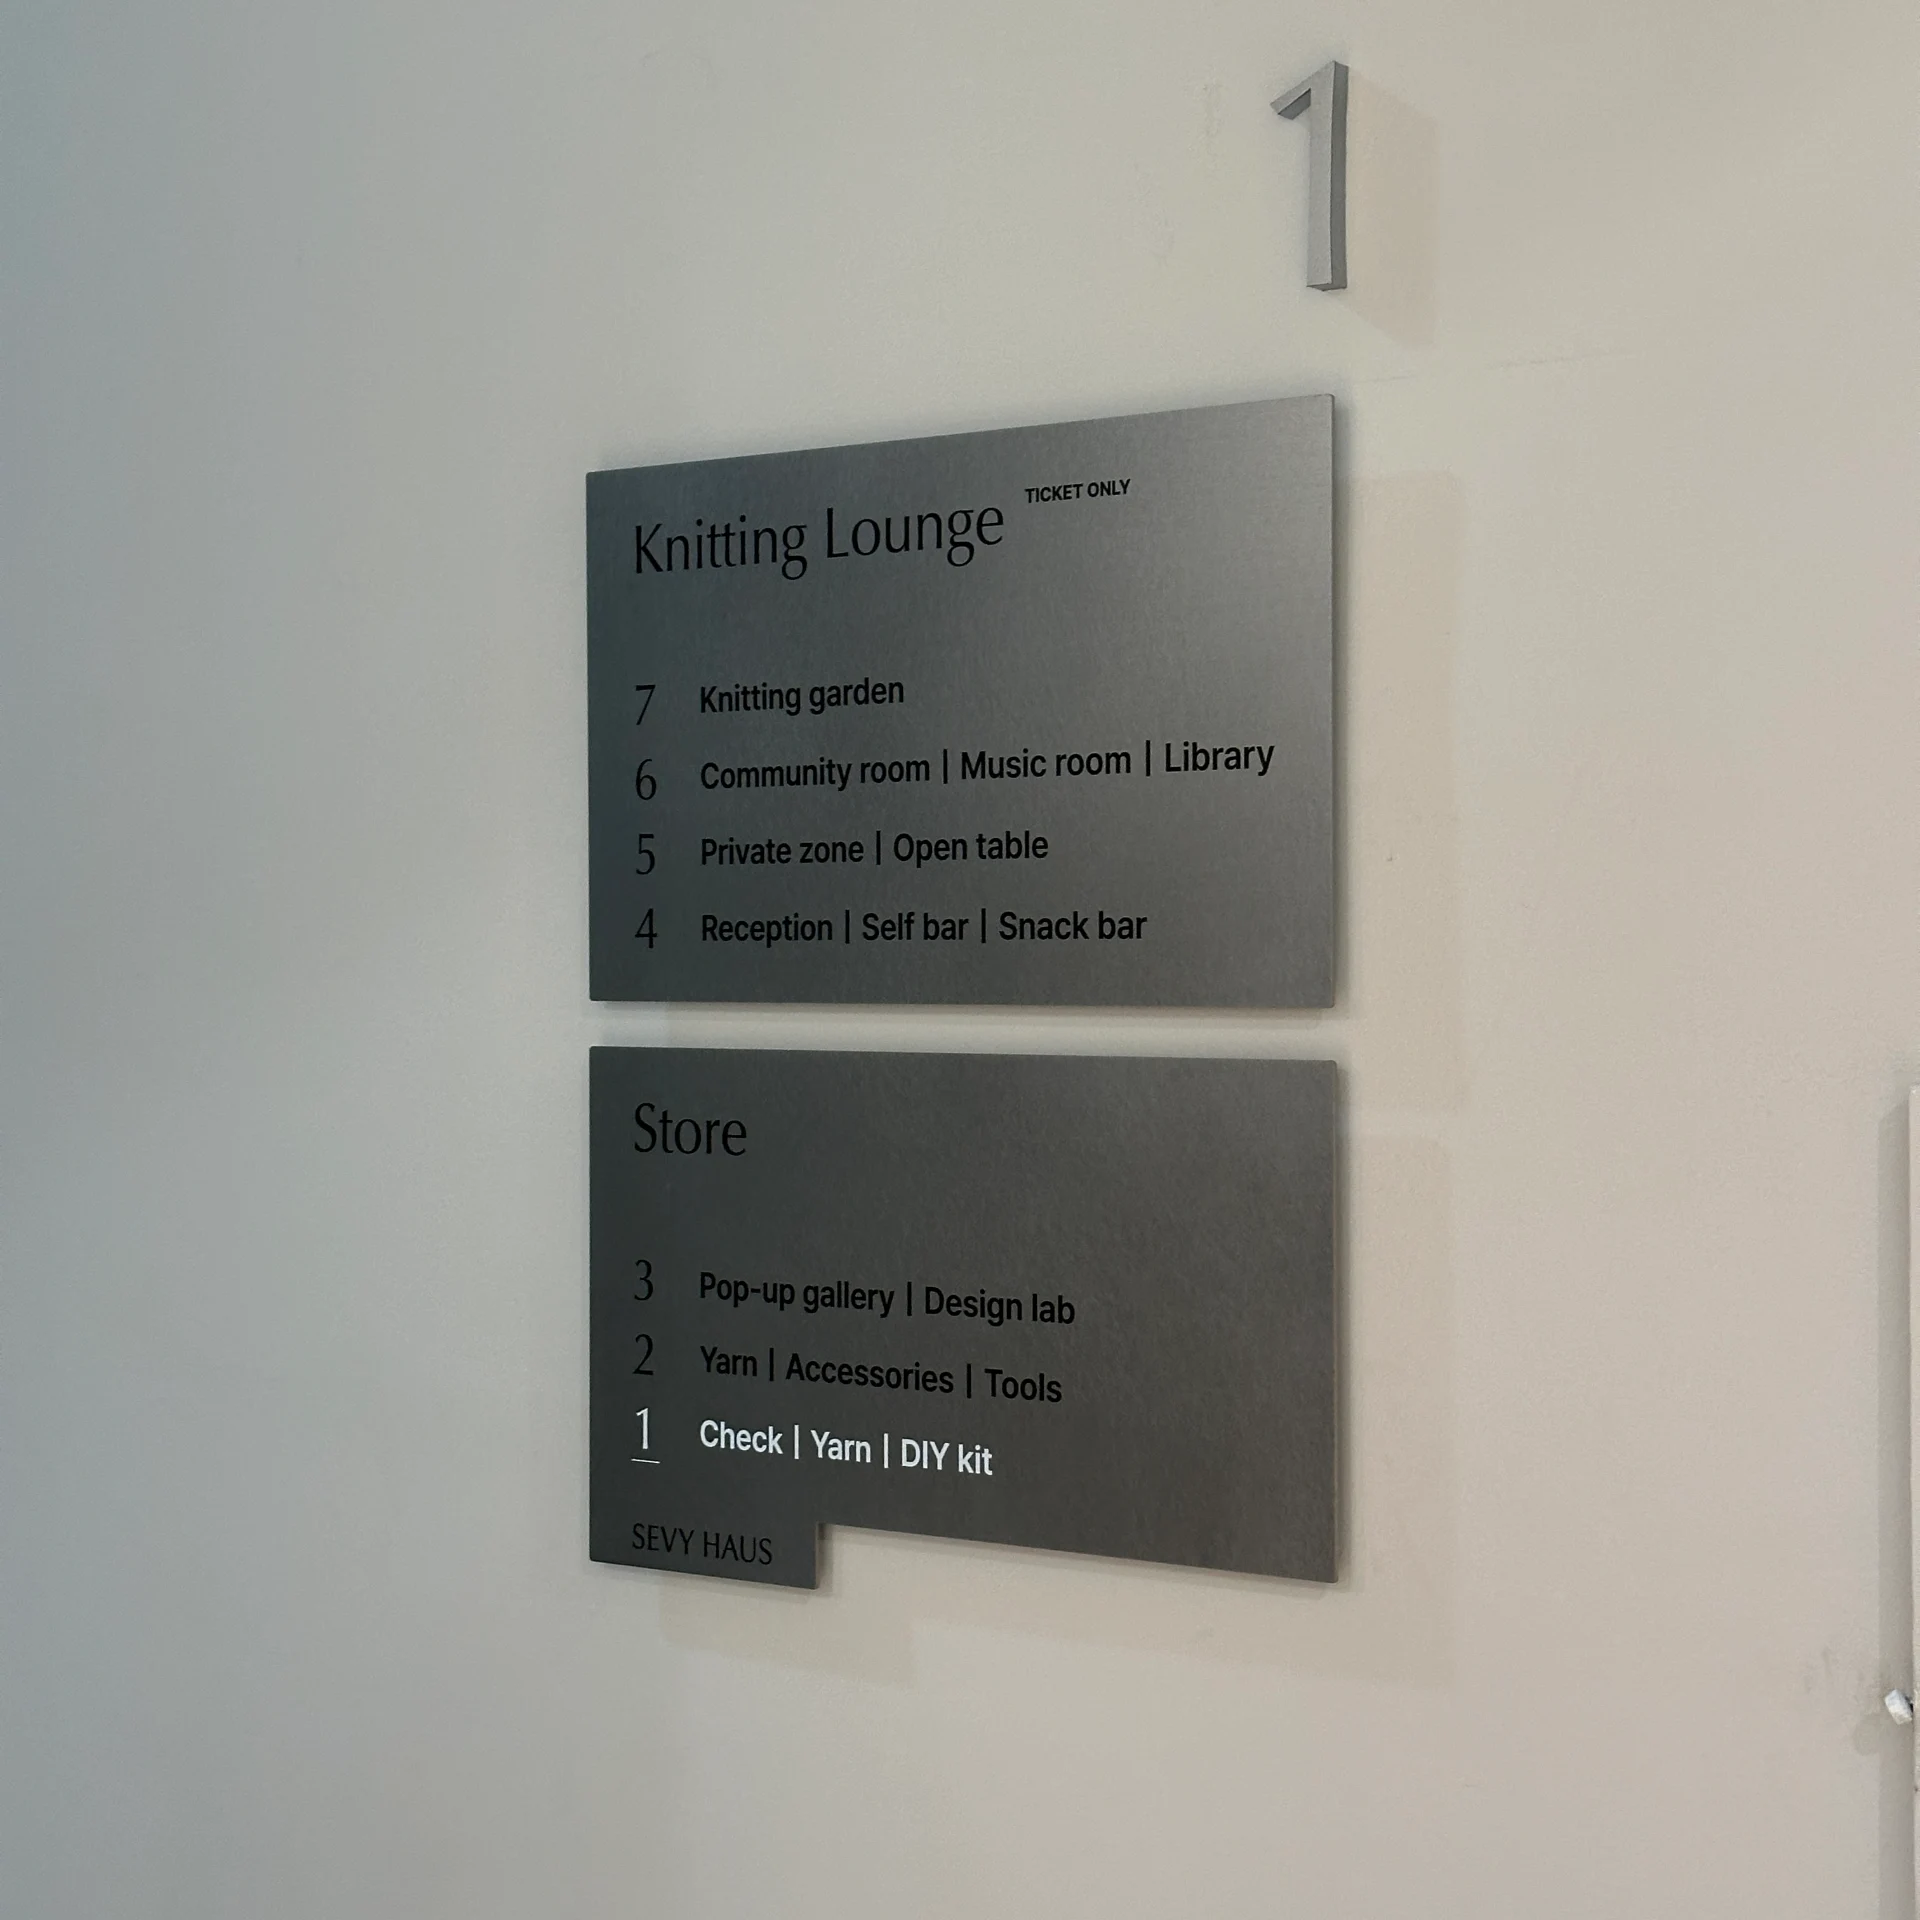 1
Knitting Lounge TICKET ONLY
7 Knitting garden
6 Community room | Music room | Library
5 Private zone | Open table
4 Reception | Self bar | Snack bar
Store
3 Pop-up gallery | Design lab
2 Yarn | Accessories | Tools
1 Check | Yarn | DIY kit
SEVY HAUS